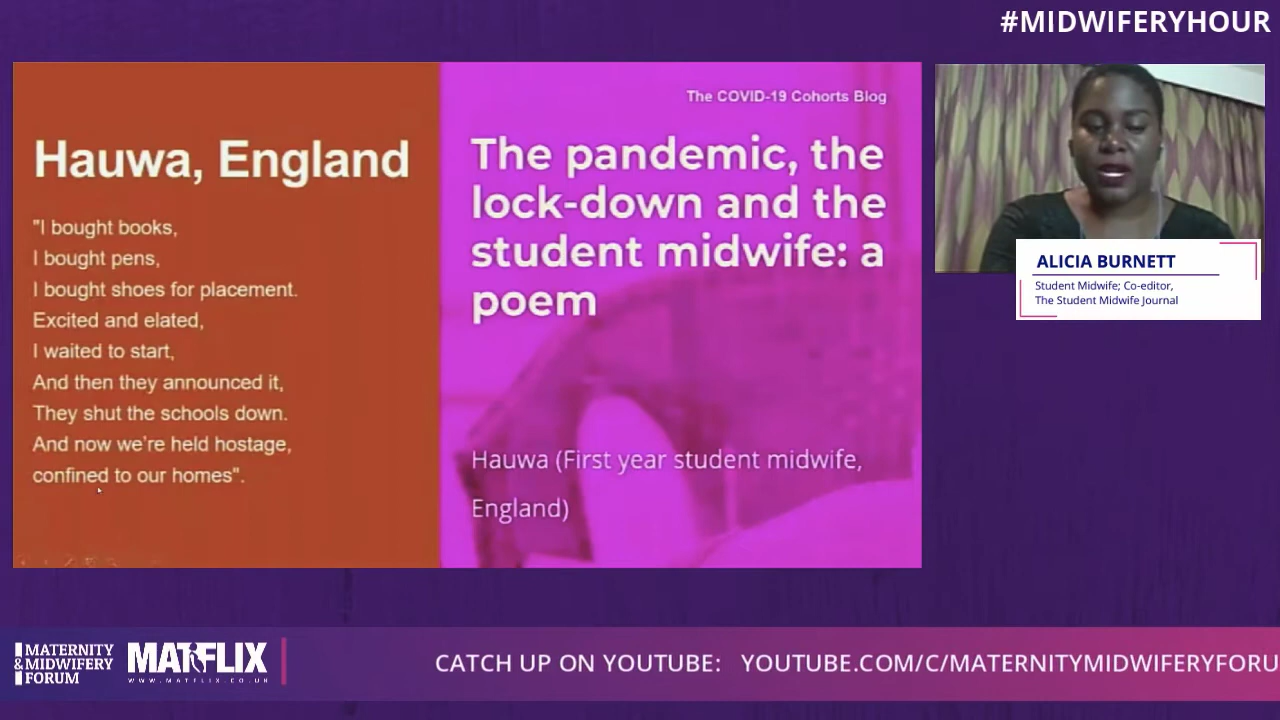 #MIDWIFERYHOUR
Hauwa, England
"I bought books,
I bought pens,
I bought shoes for placement.
Excited and elated,
I waited to start,
And then they announced it,
They shut the schools down.
And now we're held hostage,
confined to our homes".
The COVID-19 Cohorts Blog
The pandemic, the
lock-down and the
student midwife: a
poem
Hauwa (First year student midwife,
England)
ALICIA BURNETT
Student Midwife; Co-editor,
The Student Midwife Journal
MATERNITY
&MIDWIFERY
FORUM
MATFLIX
WWW.MATFLIX.CO.UK
CATCH UP ON YOUTUBE: YOUTUBE.COM/C/MATERNITYMIDWIFERYFORU